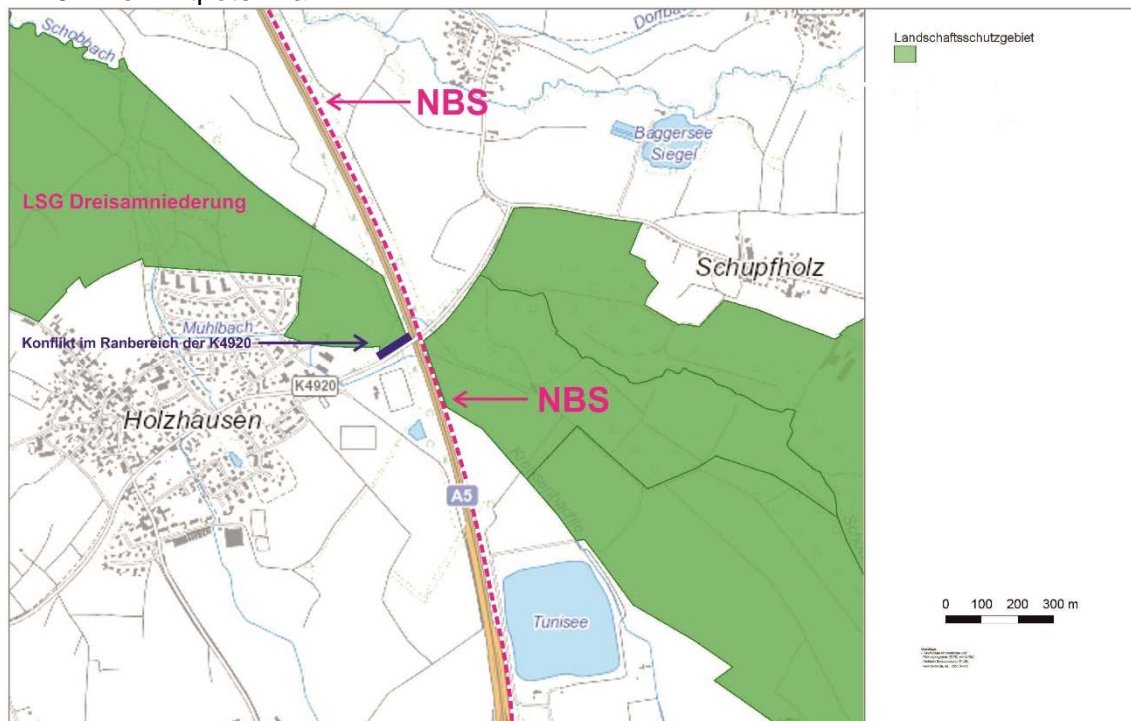 Schobbach
Dorfbach
Landschaftsschutzgebiet
NBS
Baggersee
Siegel
LSG Dreisamniederung
Schupfholz
Mühlbach
Konflikt im Ranbereich der K4920
K4920
NBS
Holzhausen
A5
Tunisee
0 100 200 300 m